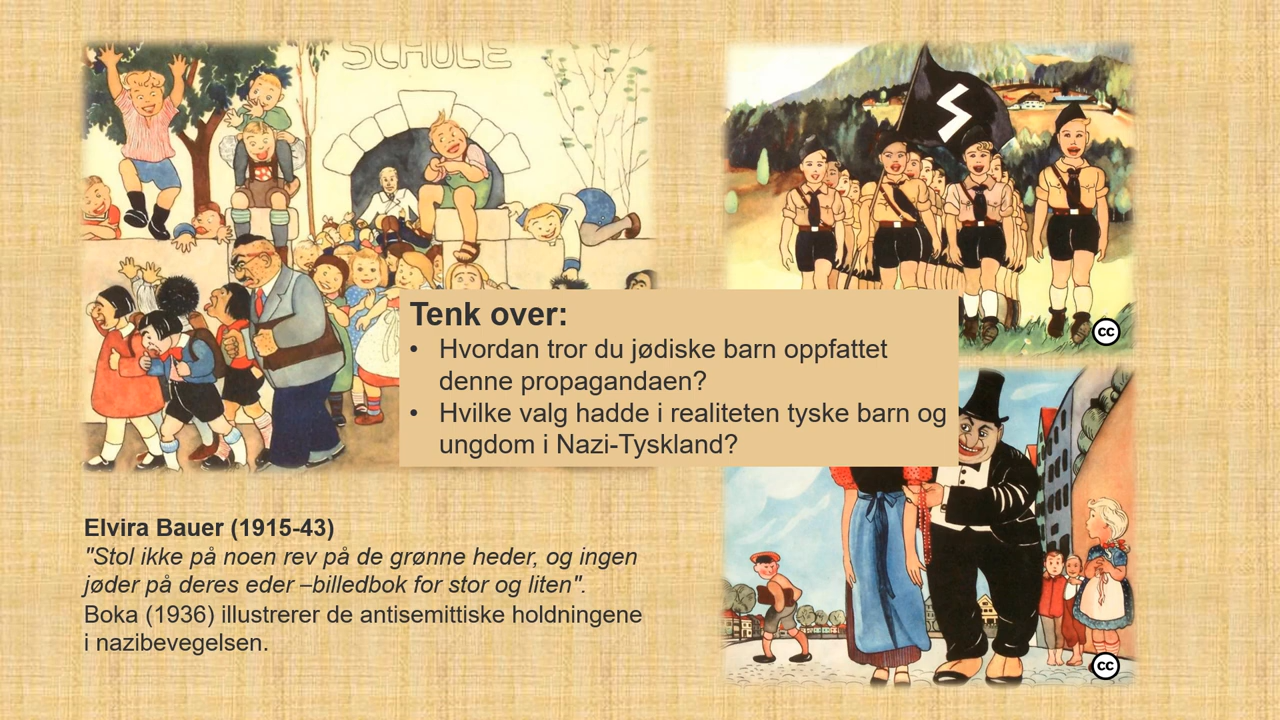 SCHULE
Tenk over:
• Hvordan tror du jødiske barn oppfattet
denne propagandaen?
• Hvilke valg hadde i realiteten tyske barn og
ungdom i Nazi-Tyskland?
cc
Elvira Bauer (1915-43)
"Stol ikke på noen rev på de grønne heder, og ingen
jøder på deres eder –billedbok for stor og liten".
Boka (1936) illustrerer de antisemittiske holdningene
i nazibevegelsen.
cc